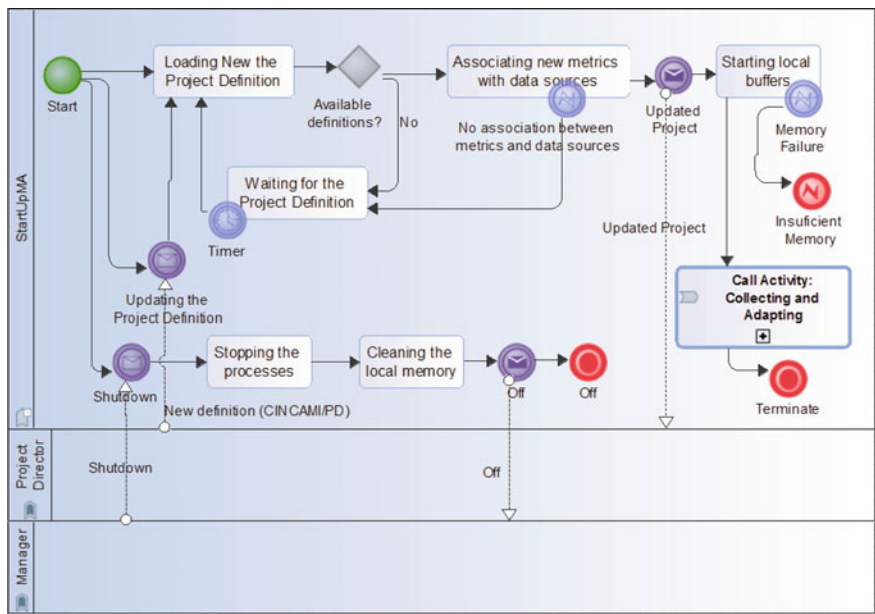 StartUpMA
Start
Loading New the
Project Definition
Available
definitions?
No
Associating new metrics
with data sources
No association between
metrics and data sources
Updated
Project
Starting local
buffers
Memory
Failure
Insuficient
Memory
Waiting for the
Project Definition
Timer
Updated Project
Updating the
Project Definition
Call Activity:
Collecting and
Adapting
Terminate
Shutdown
Stopping the
processes
Cleaning the
local memory
Off
Off
New definition (CINCAMI/PD)
Project
Director
Shutdown
Off
Manager